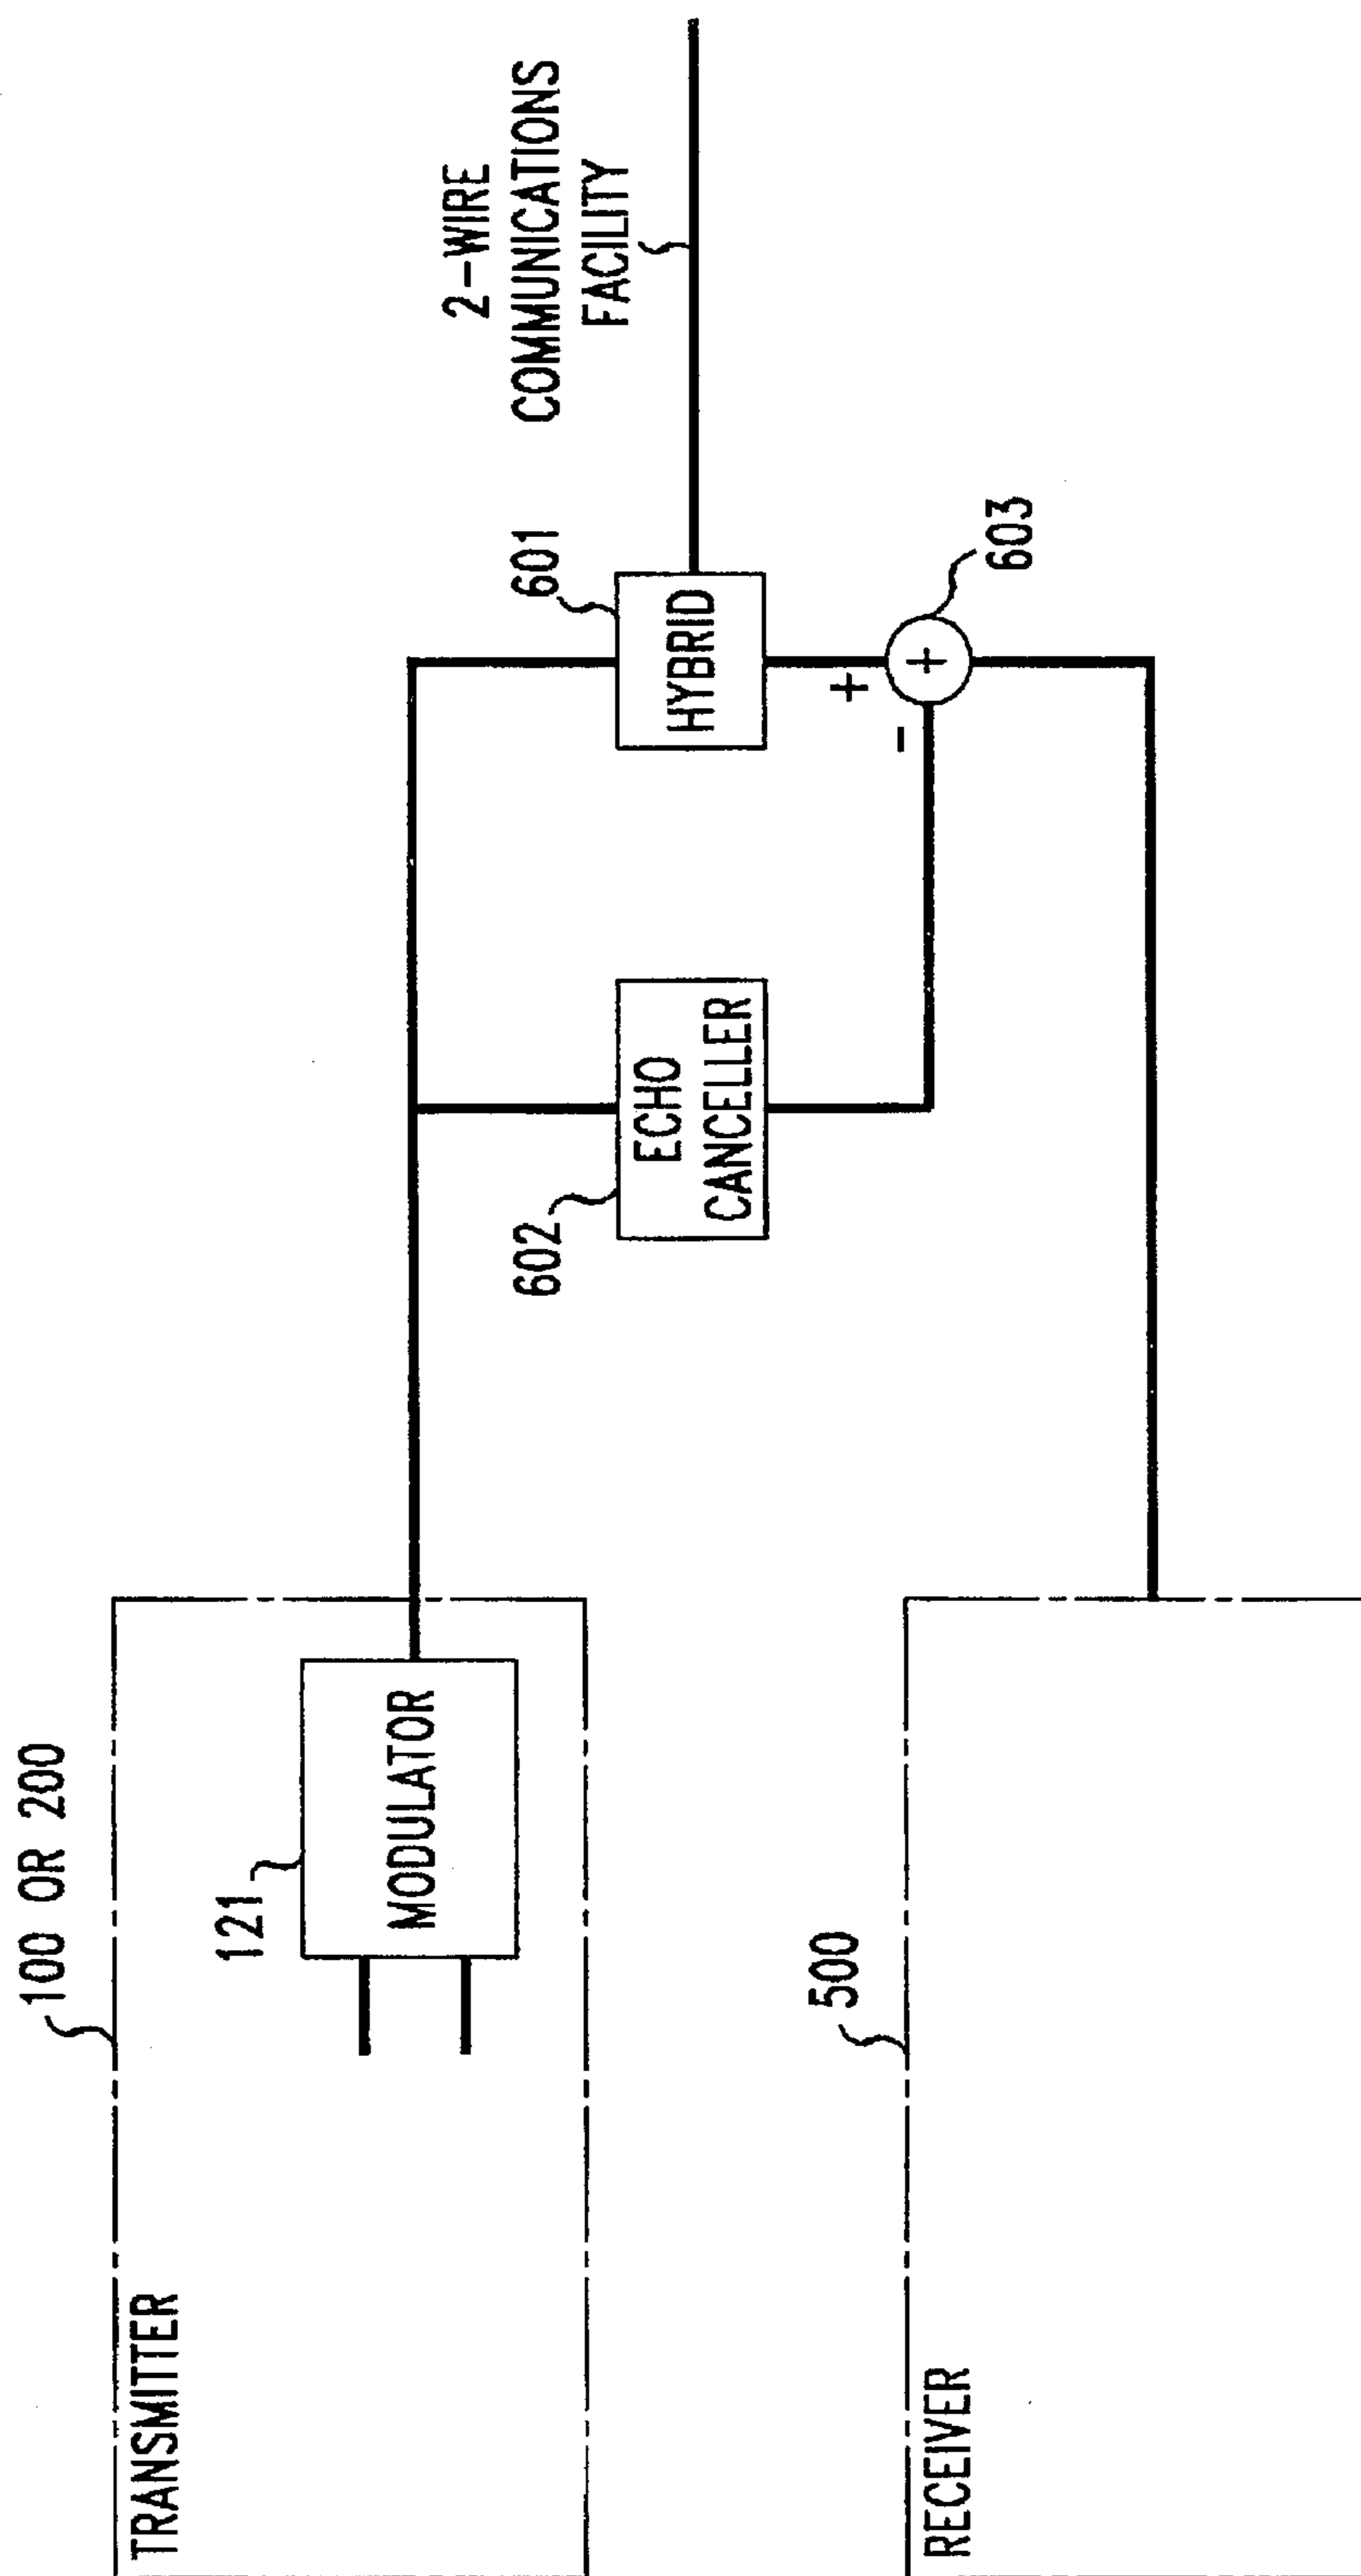 100 OR 200
TRANSMITTER
121
MODULATOR
2-WIRE
COMMUNICATIONS
FACILITY
601
HYBRID
602
ECHO
CANCELLER
+
-
+
603
500
RECEIVER